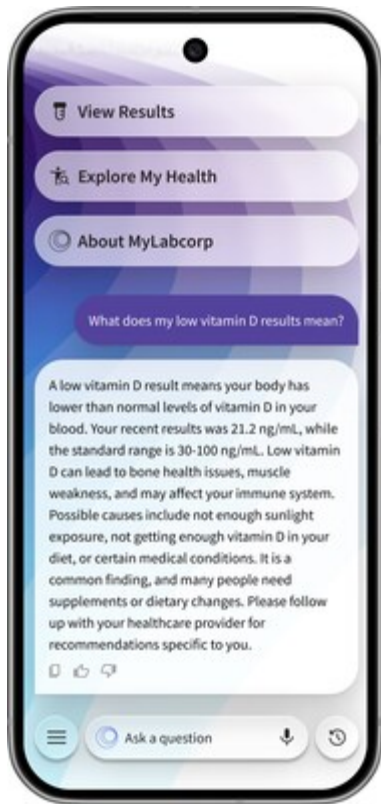 View Results
Explore My Health
About MyLabcorp
What does my low vitamin D results mean?
A low vitamin D result means your body has
lower than normal levels of vitamin D in your
blood. Your recent results was 21.2 ng/mL, while
the standard range is 30-100 ng/mL. Low vitamin
D can lead to bone health issues, muscle
weakness, and may affect your immune system.
Possible causes include not enough sunlight
exposure, not getting enough vitamin D in your
diet, or certain medical conditions. It is a
common finding, and many people need
supplements or dietary changes. Please follow
up with your healthcare provider for
recommendations specific to you.
Ask a question